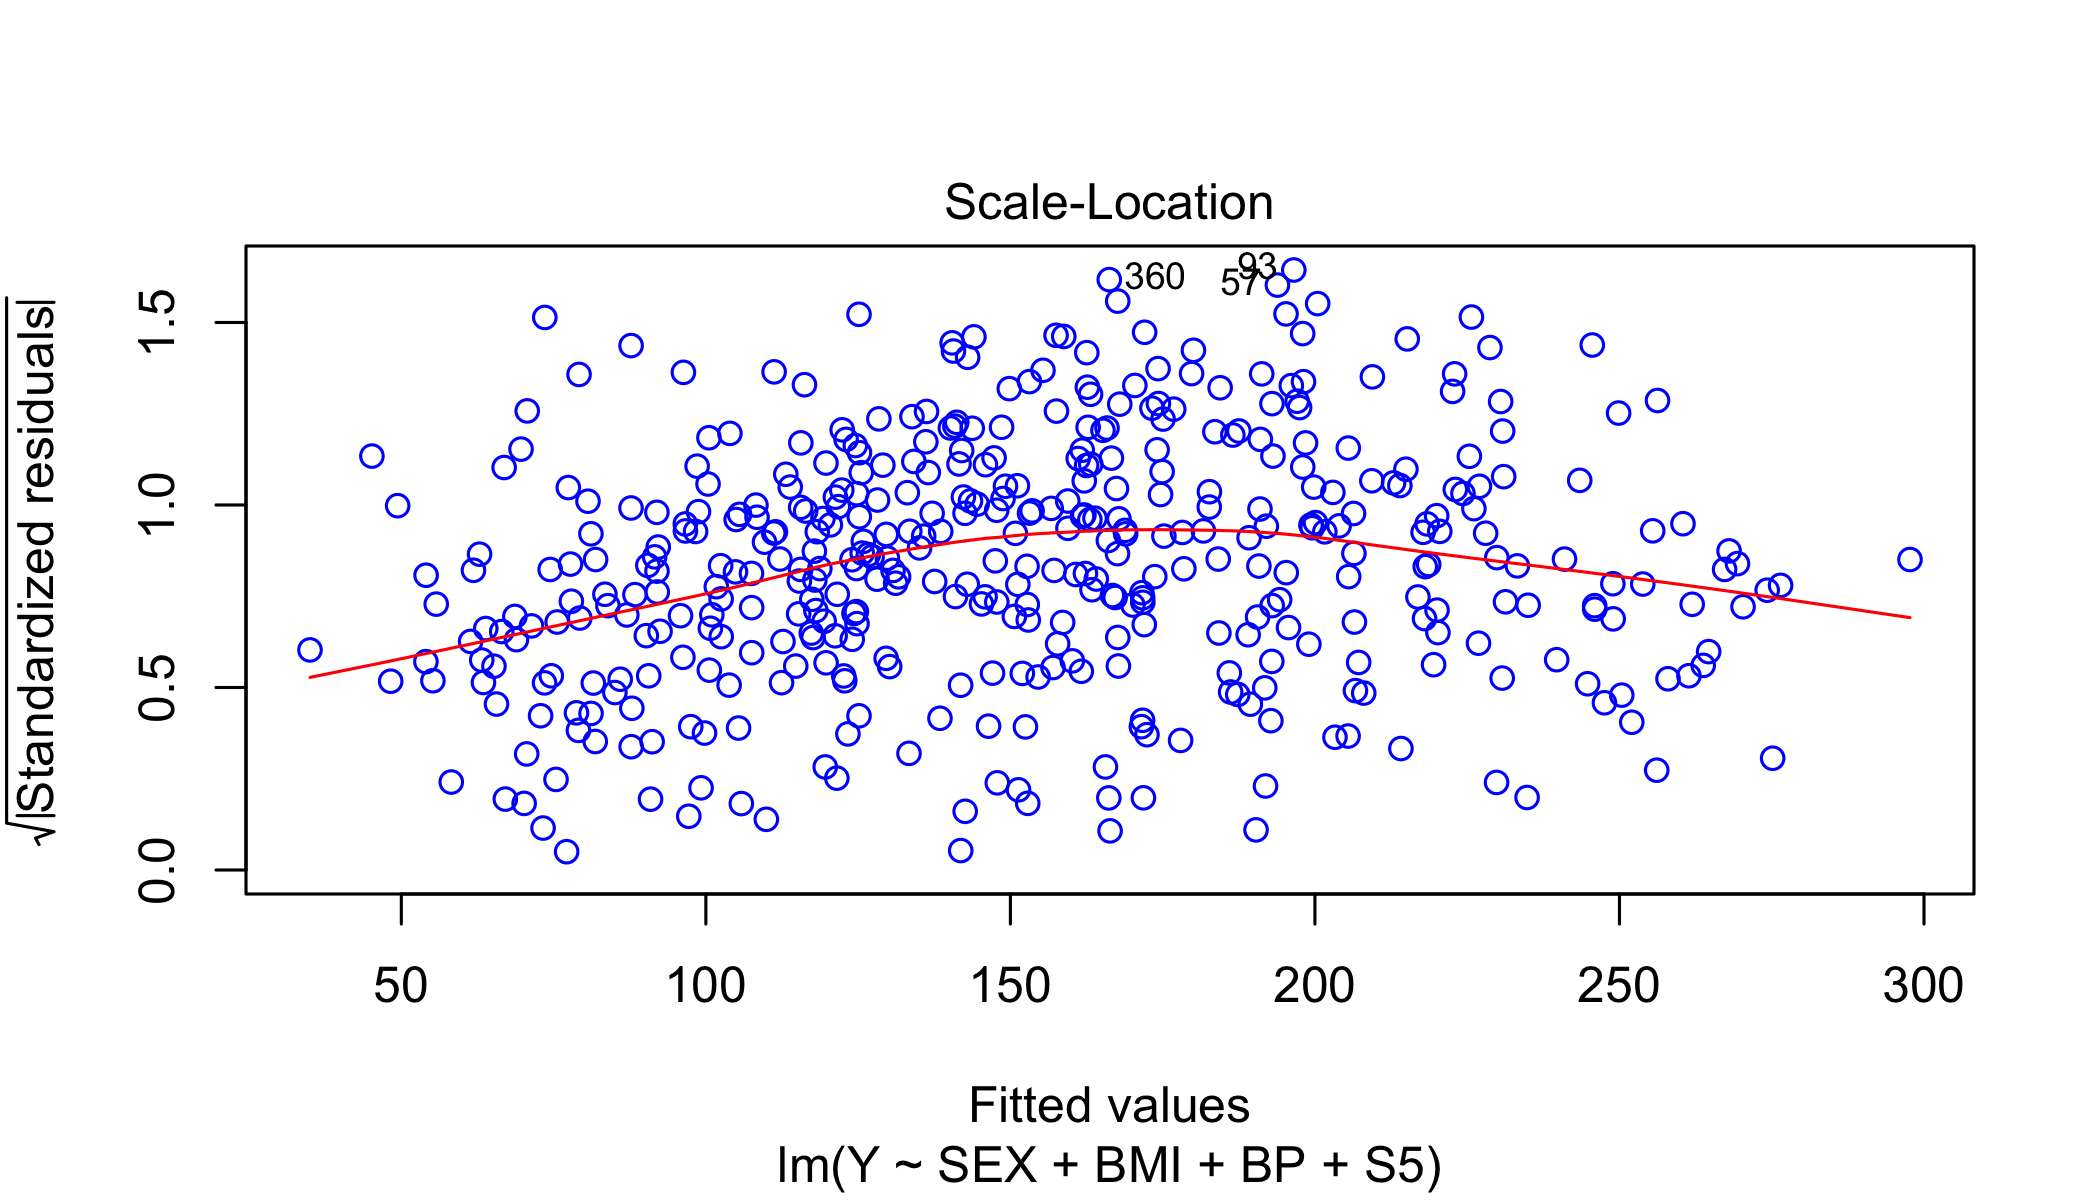 Scale-Location
√|Standardized residuals|
1.5
1.0
0.5
0.0
360
57
93
50 100 150 200 250 300
Fitted values
lm(Y ~ SEX + BMI + BP + S5)